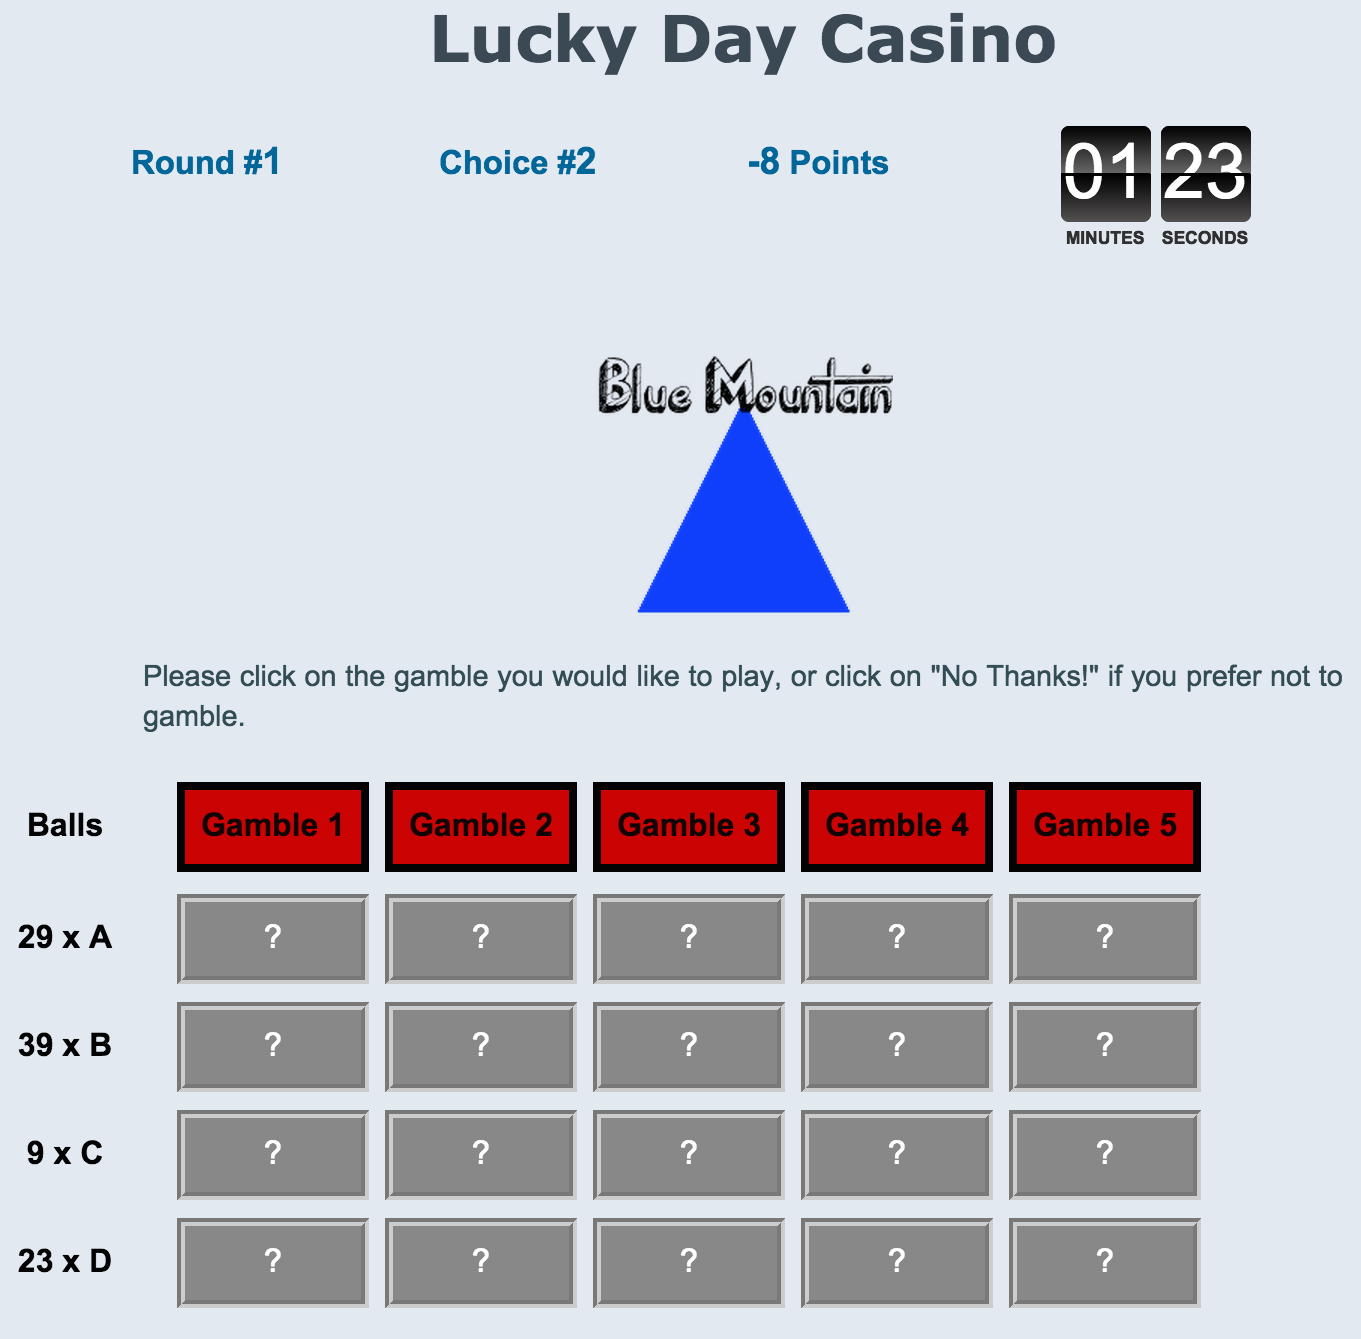 Lucky Day Casino
Round #1 Choice #2 -8 Points 01 23
MINUTES SECONDS
Blue Mountain
Please click on the gamble you would like to play, or click on "No Thanks!" if you prefer not to
gamble.
Balls Gamble 1 Gamble 2 Gamble 3 Gamble 4 Gamble 5
29 x A ? ? ? ? ?
39 x B ? ? ? ? ?
9 x C ? ? ? ? ?
23 x D ? ? ? ? ?